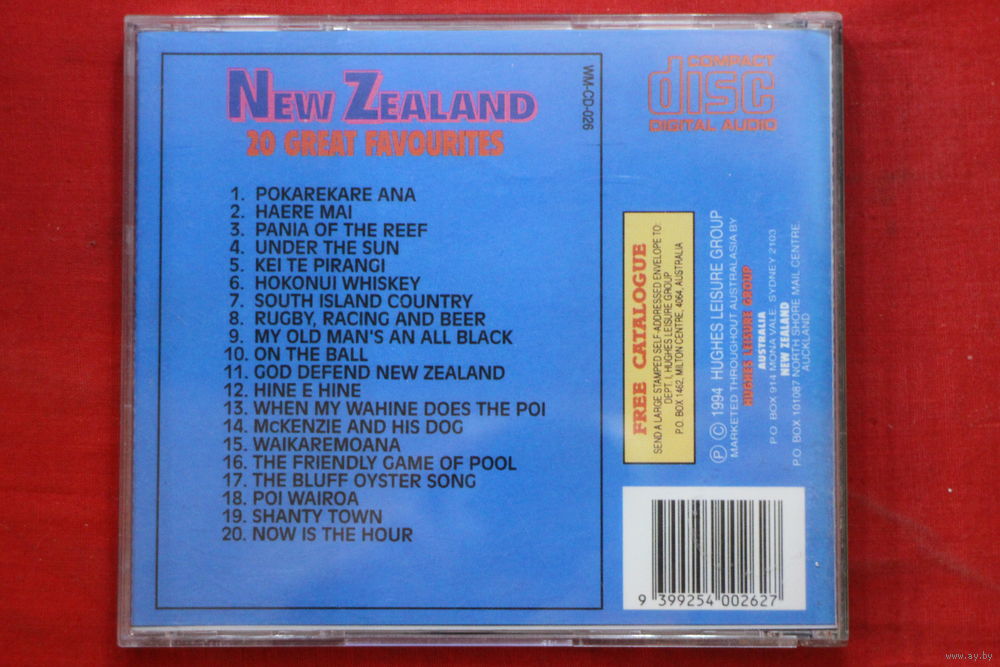 NEW ZEALAND
20 GREAT FAVOURITES
1. POKAREKARE ANA
2. HAERE MAI
3. PANIA OF THE REEF
4. UNDER THE SUN
5. KEI TE PIRANGI
6. HOKONUI WHISKEY
7. SOUTH ISLAND COUNTRY
8. RUGBY, RACING AND BEER
9. MY OLD MAN'S AN ALL BLACK
10. ON THE BALL
11. GOD DEFEND NEW ZEALAND
12. HINE E HINE
13. WHEN MY WAHINE DOES THE POI
14. McKENZIE AND HIS DOG
15. WAIKAREMOANA
16. THE FRIENDLY GAME OF POOL
17. THE BLUFF OYSTER SONG
18. POI WAIROA
19. SHANTY TOWN
20. NOW IS THE HOUR
WM-CD-026
COMPACT
disc
DIGITAL AUDIO
FREE CATALOGUE
SEND A LARGE STAMPED SELF-ADDRESSED ENVELOPE TO:
DEPT. I, HUGHES LEISURE GROUP
P.O. BOX 1462, MILTON CENTRE, 4064, AUSTRALIA
Ⓟ © 1994 HUGHES LEISURE GROUP
MARKETED THROUGHOUT AUSTRALASIA BY
HUGHES LEISURE GROUP
AUSTRALIA
P.O. BOX 914 MONA VALE, SYDNEY 2103
NEW ZEALAND
P.O. BOX 101087 NORTH SHORE MAIL CENTRE
AUCKLAND
9 399254 002627
www.ay.by